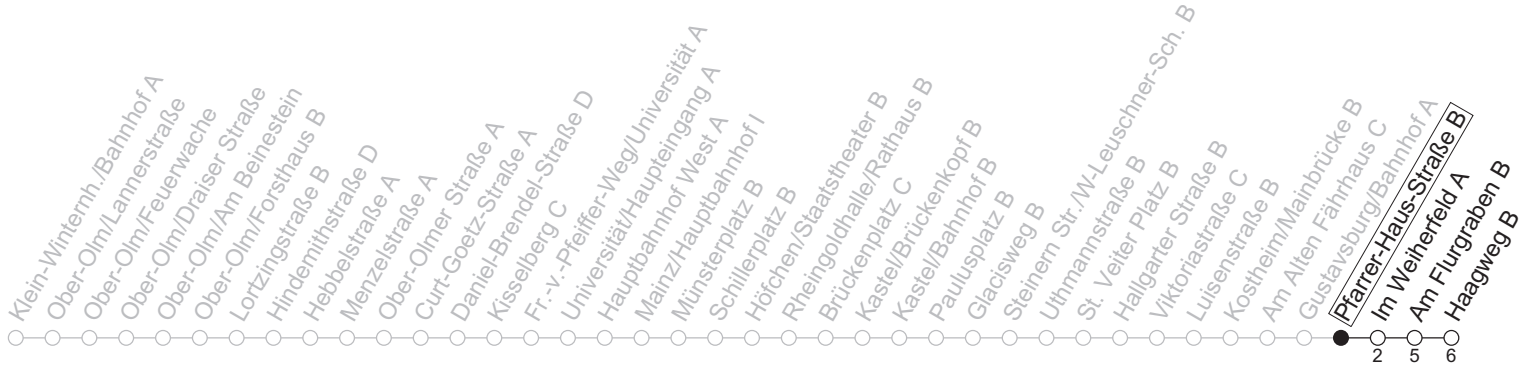 Klein-Winternh./Bahnhof A
Ober-Olm/Lannerstraße
Ober-Olm/Feuerwache
Ober-Olm/Draiser Straße
Ober-Olm/Am Beinestein
Ober-Olm/Forsthaus B
Lortzingstraße B
Hindemithstraße D
Hebbelstraße A
Menzelstraße A
Ober-Olmer Straße A
Curt-Goetz-Straße A
Daniel-Brendel-Straße D
Kisselberg C
Fr.-v.-Pfeiffer-Weg/Universität A
Universität/Haupteingang A
Hauptbahnhof West A
Mainz/Hauptbahnhof I
Münsterplatz B
Schillerplatz B
Höfchen/Staatstheater B
Rheingoldhalle/Rathaus B
Brückenplatz C
Kastel/Brückenkopf B
Kastel/Bahnhof B
Paulusplatz B
Glacisweg B
Steinern Str./W-Leuschner-Sch. B
Uthmannstraße B
St. Veiter Platz B
Hallgarter Straße B
Viktoriastraße C
Luisenstraße B
Kostheim/Mainbrücke B
Am Alten Fährhaus C
Gustavsburg/Bahnhof A
Pfarrer-Haus-Straße B
Im Weiherfeld A
Am Flurgraben B
Haagweg B
2 5 6